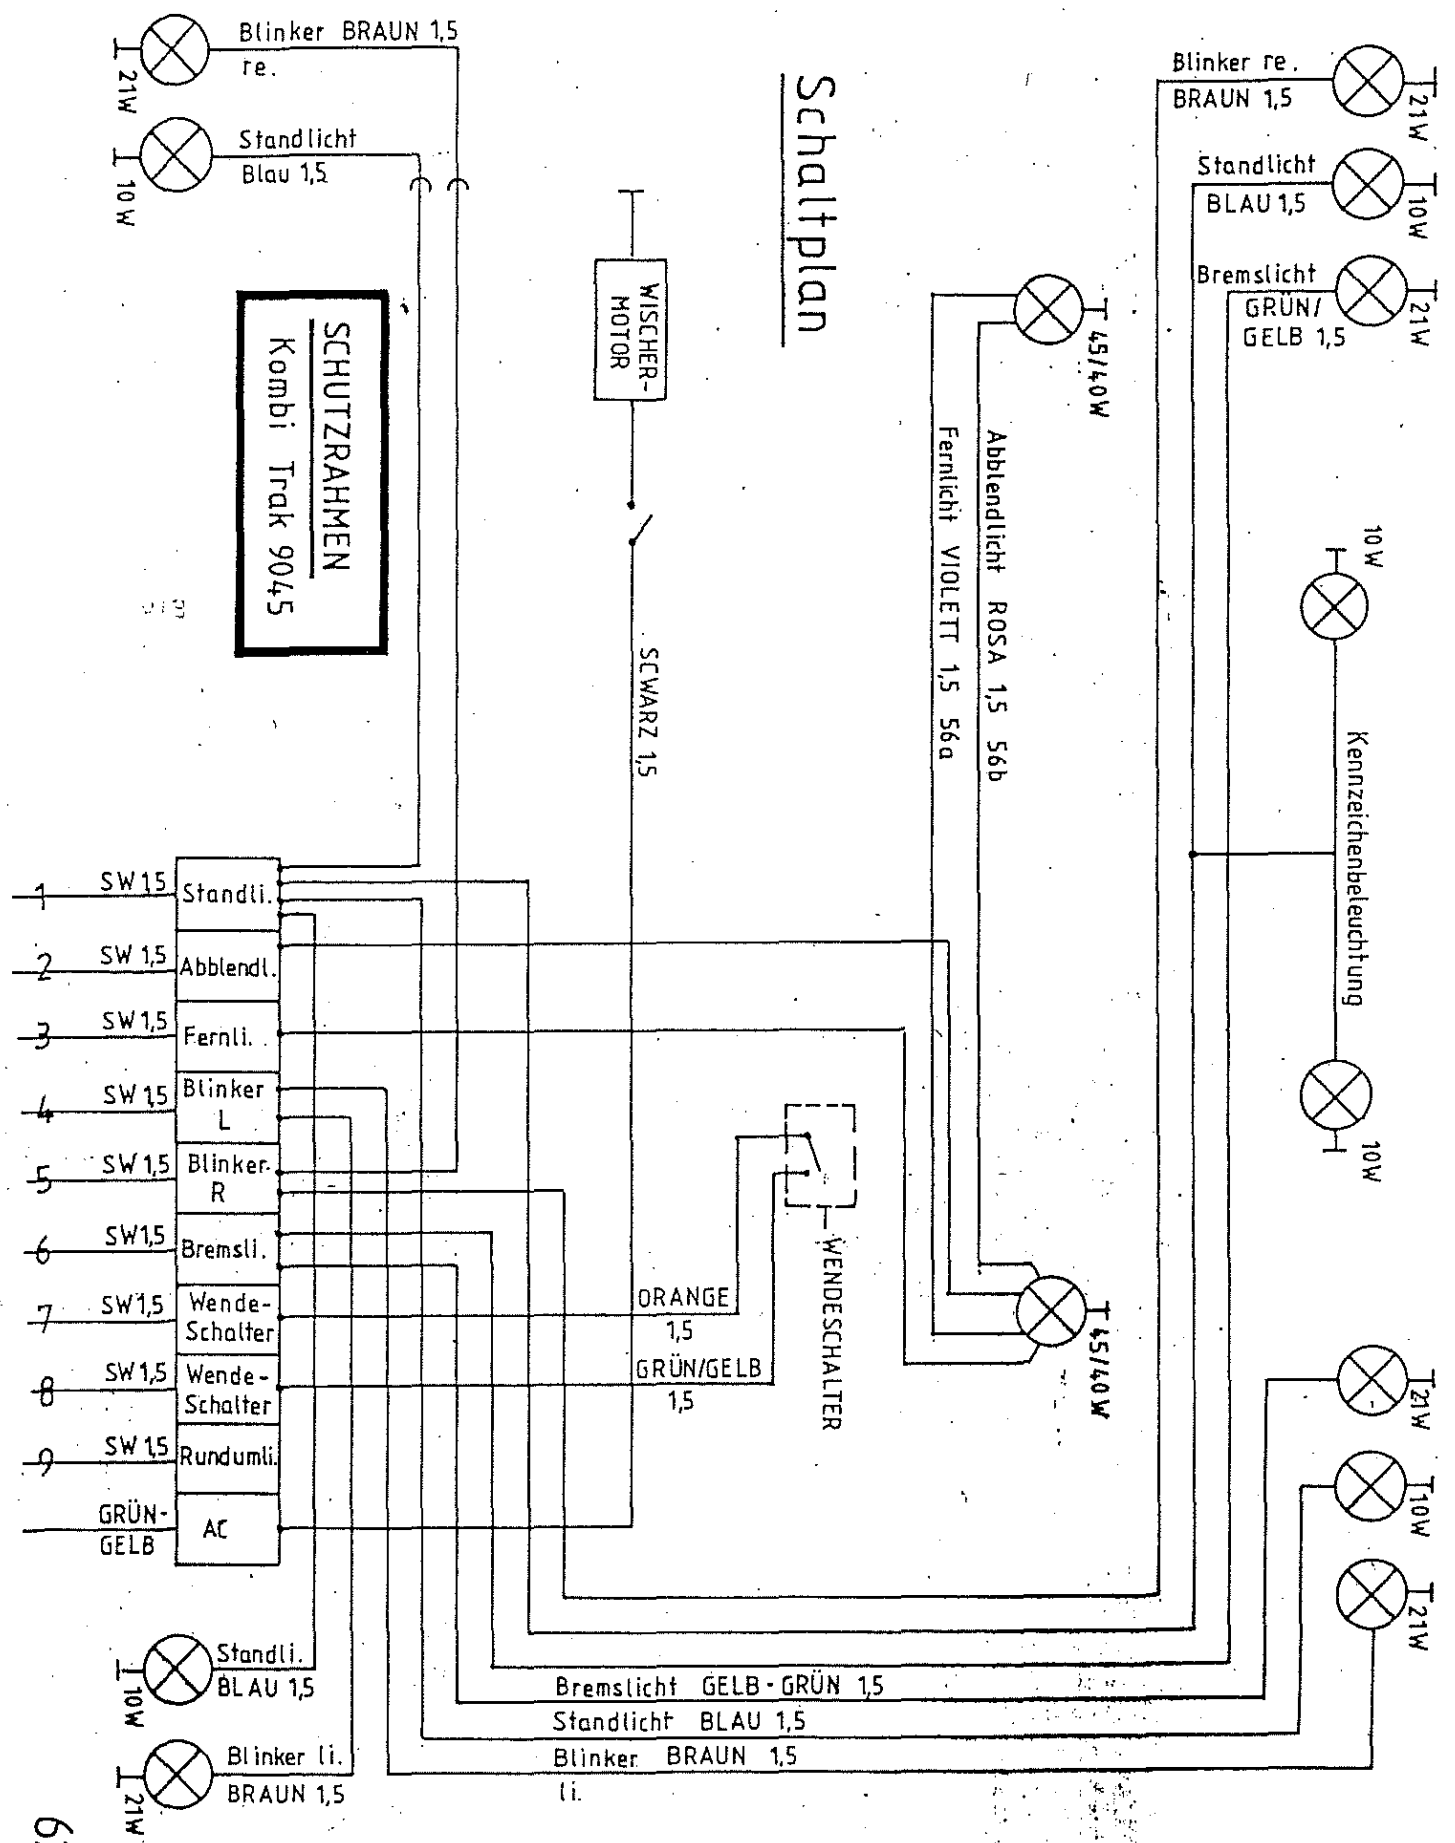 Blinker BRAUN 1,5
re.
21W
Standlicht
Blau 1,5
10W
Schaltplan
Blinker re.
BRAUN 1,5
21W
Standlicht
BLAU 1,5
10W
Bremslicht
GRÜN/
GELB 1,5
21W
WISCHER-
MOTOR
SCHUTZRAHMEN
Kombi Trak 9045
45/40W
Abblendlicht ROSA 1,5 56b
Fernlicht VIOLETT 1,5 56a
10W
Kennzeichenbeleuchtung
10W
SCWARZ 1,5
1 SW 1,5 Standli.
2 SW 1,5 Abblendl.
3 SW 1,5 Fernli.
4 SW 1,5 Blinker
L
5 SW 1,5 Blinker
R
6 SW 1,5 Bremsli.
7 SW 1,5 Wende-
Schalter
8 SW 1,5 Wende-
Schalter
9 SW 1,5 Rundumli.
GRÜN-
GELB
AC
ORANGE
1,5
GRÜN/GELB
1,5
WENDESCHALTER
45/40W
21W
10W
21W
Standli.
BLAU 1,5
10W
Blinker li.
BRAUN 1,5
21W
Bremslicht GELB-GRÜN 1,5
Standlicht BLAU 1,5
Blinker BRAUN 1,5
li.